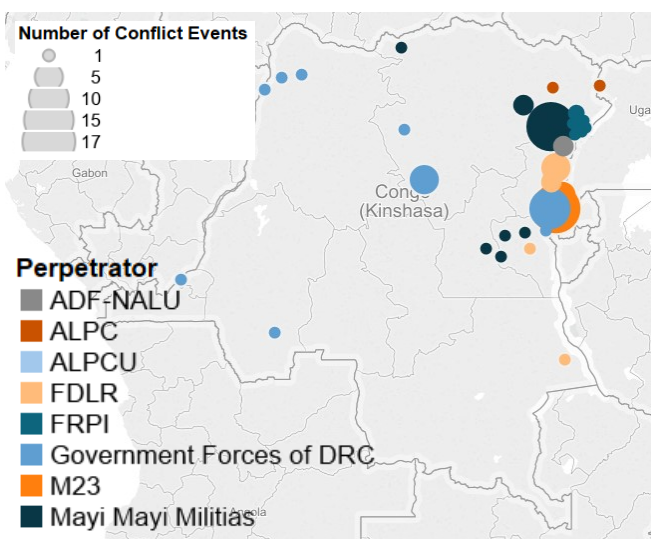 Number of Conflict Events
1
5
10
15
17
Uga
Gabon
Congo
(Kinshasa)
Perpetrator
ADF-NALU
ALPC
ALPCU
FDLR
FRPI
Government Forces of DRC
M23
Mayi Mayi Militias
Angola